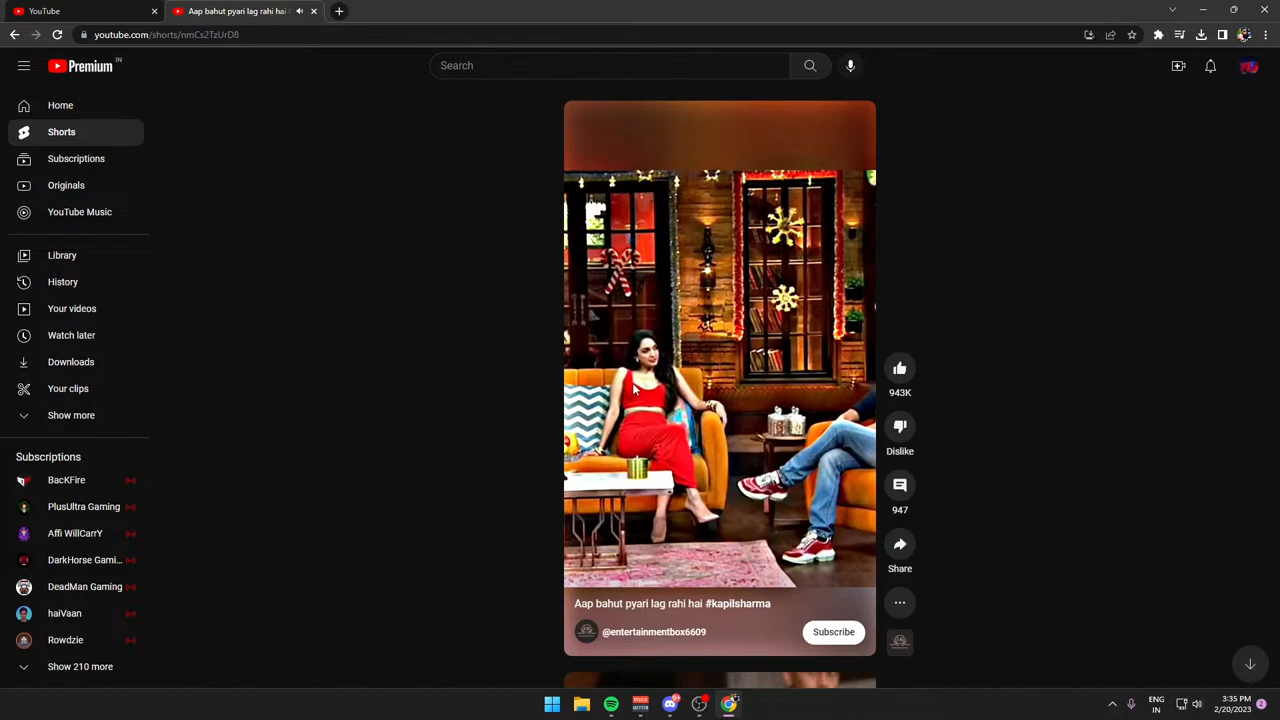 YouTube
Aap bahut pyari lag rahi hai
youtube.com/shorts/nmCs2TzUrD8
Premium IN
Search
Home
Shorts
Subscriptions
Originals
YouTube Music
Library
History
Your videos
Watch later
Downloads
Your clips
Show more
Subscriptions
BacKFire
PlusUltra Gaming
Affi WillCarrY
DarkHorse Gami...
DeadMan Gaming
haiVaan
Rowdzie
Show 210 more
943K
Dislike
947
Share
Aap bahut pyari lag rahi hai #kapilsharma
@entertainmentbox6609
Subscribe
VOICE
9+
ENG
IN
3:35 PM
2/20/2023
2